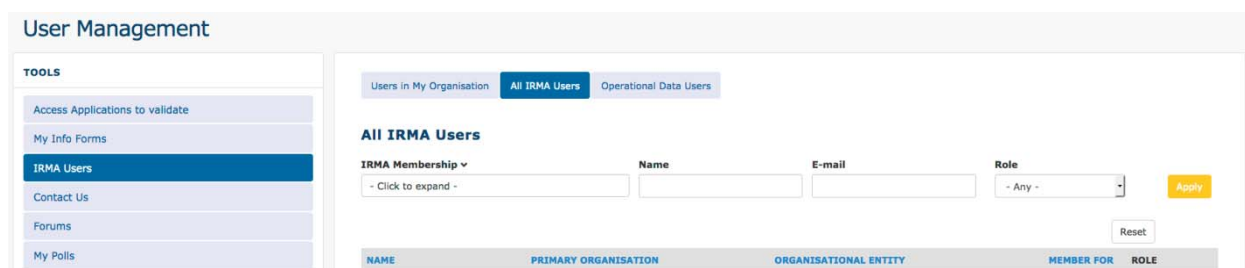 User Management
TOOLS
Access Applications to validate
My Info Forms
IRMA Users
Contact Us
Forums
My Polls
Users in My Organisation All IRMA Users Operational Data Users
All IRMA Users
IRMA Membership Name E-mail Role
- Click to expand - - Any - Apply
Reset
NAME PRIMARY ORGANISATION ORGANISATIONAL ENTITY MEMBER FOR ROLE